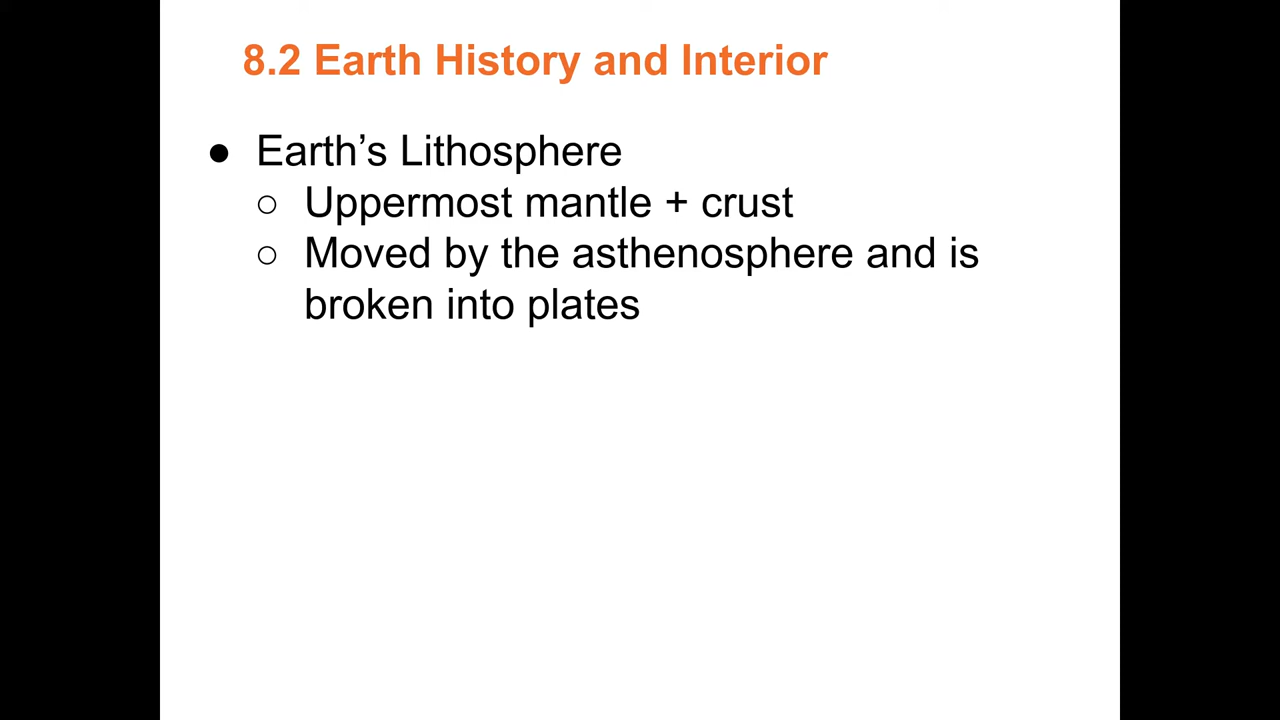 8.2 Earth History and Interior
● Earth’s Lithosphere
○ Uppermost mantle + crust
○ Moved by the asthenosphere and is
broken into plates